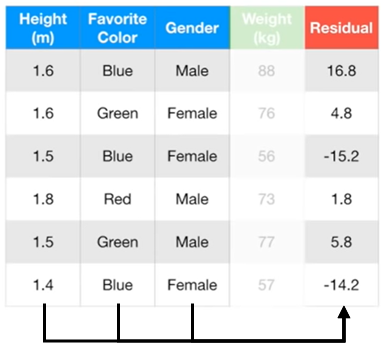 Height (m) Favorite Color Gender Weight (kg) Residual
1.6 Blue Male 88 16.8
1.6 Green Female 76 4.8
1.5 Blue Female 56 -15.2
1.8 Red Male 73 1.8
1.5 Green Male 77 5.8
1.4 Blue Female 57 -14.2